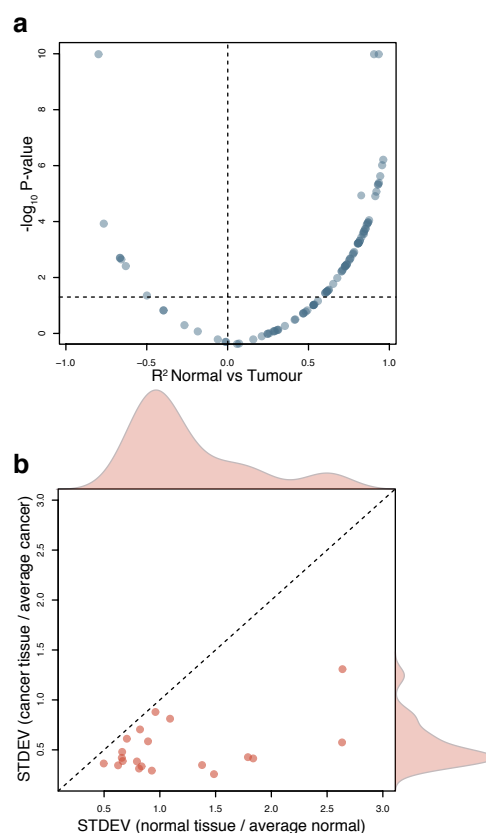 a
10
8
6
4
2
0
-log10 P-value
−1.0 −0.5 0.0 0.5 1.0
R2 Normal vs Tumour
b
3.0
2.5
2.0
1.5
1.0
0.5
STDEV (cancer tissue / average cancer)
0.5 1.0 1.5 2.0 2.5 3.0
STDEV (normal tissue / average normal)